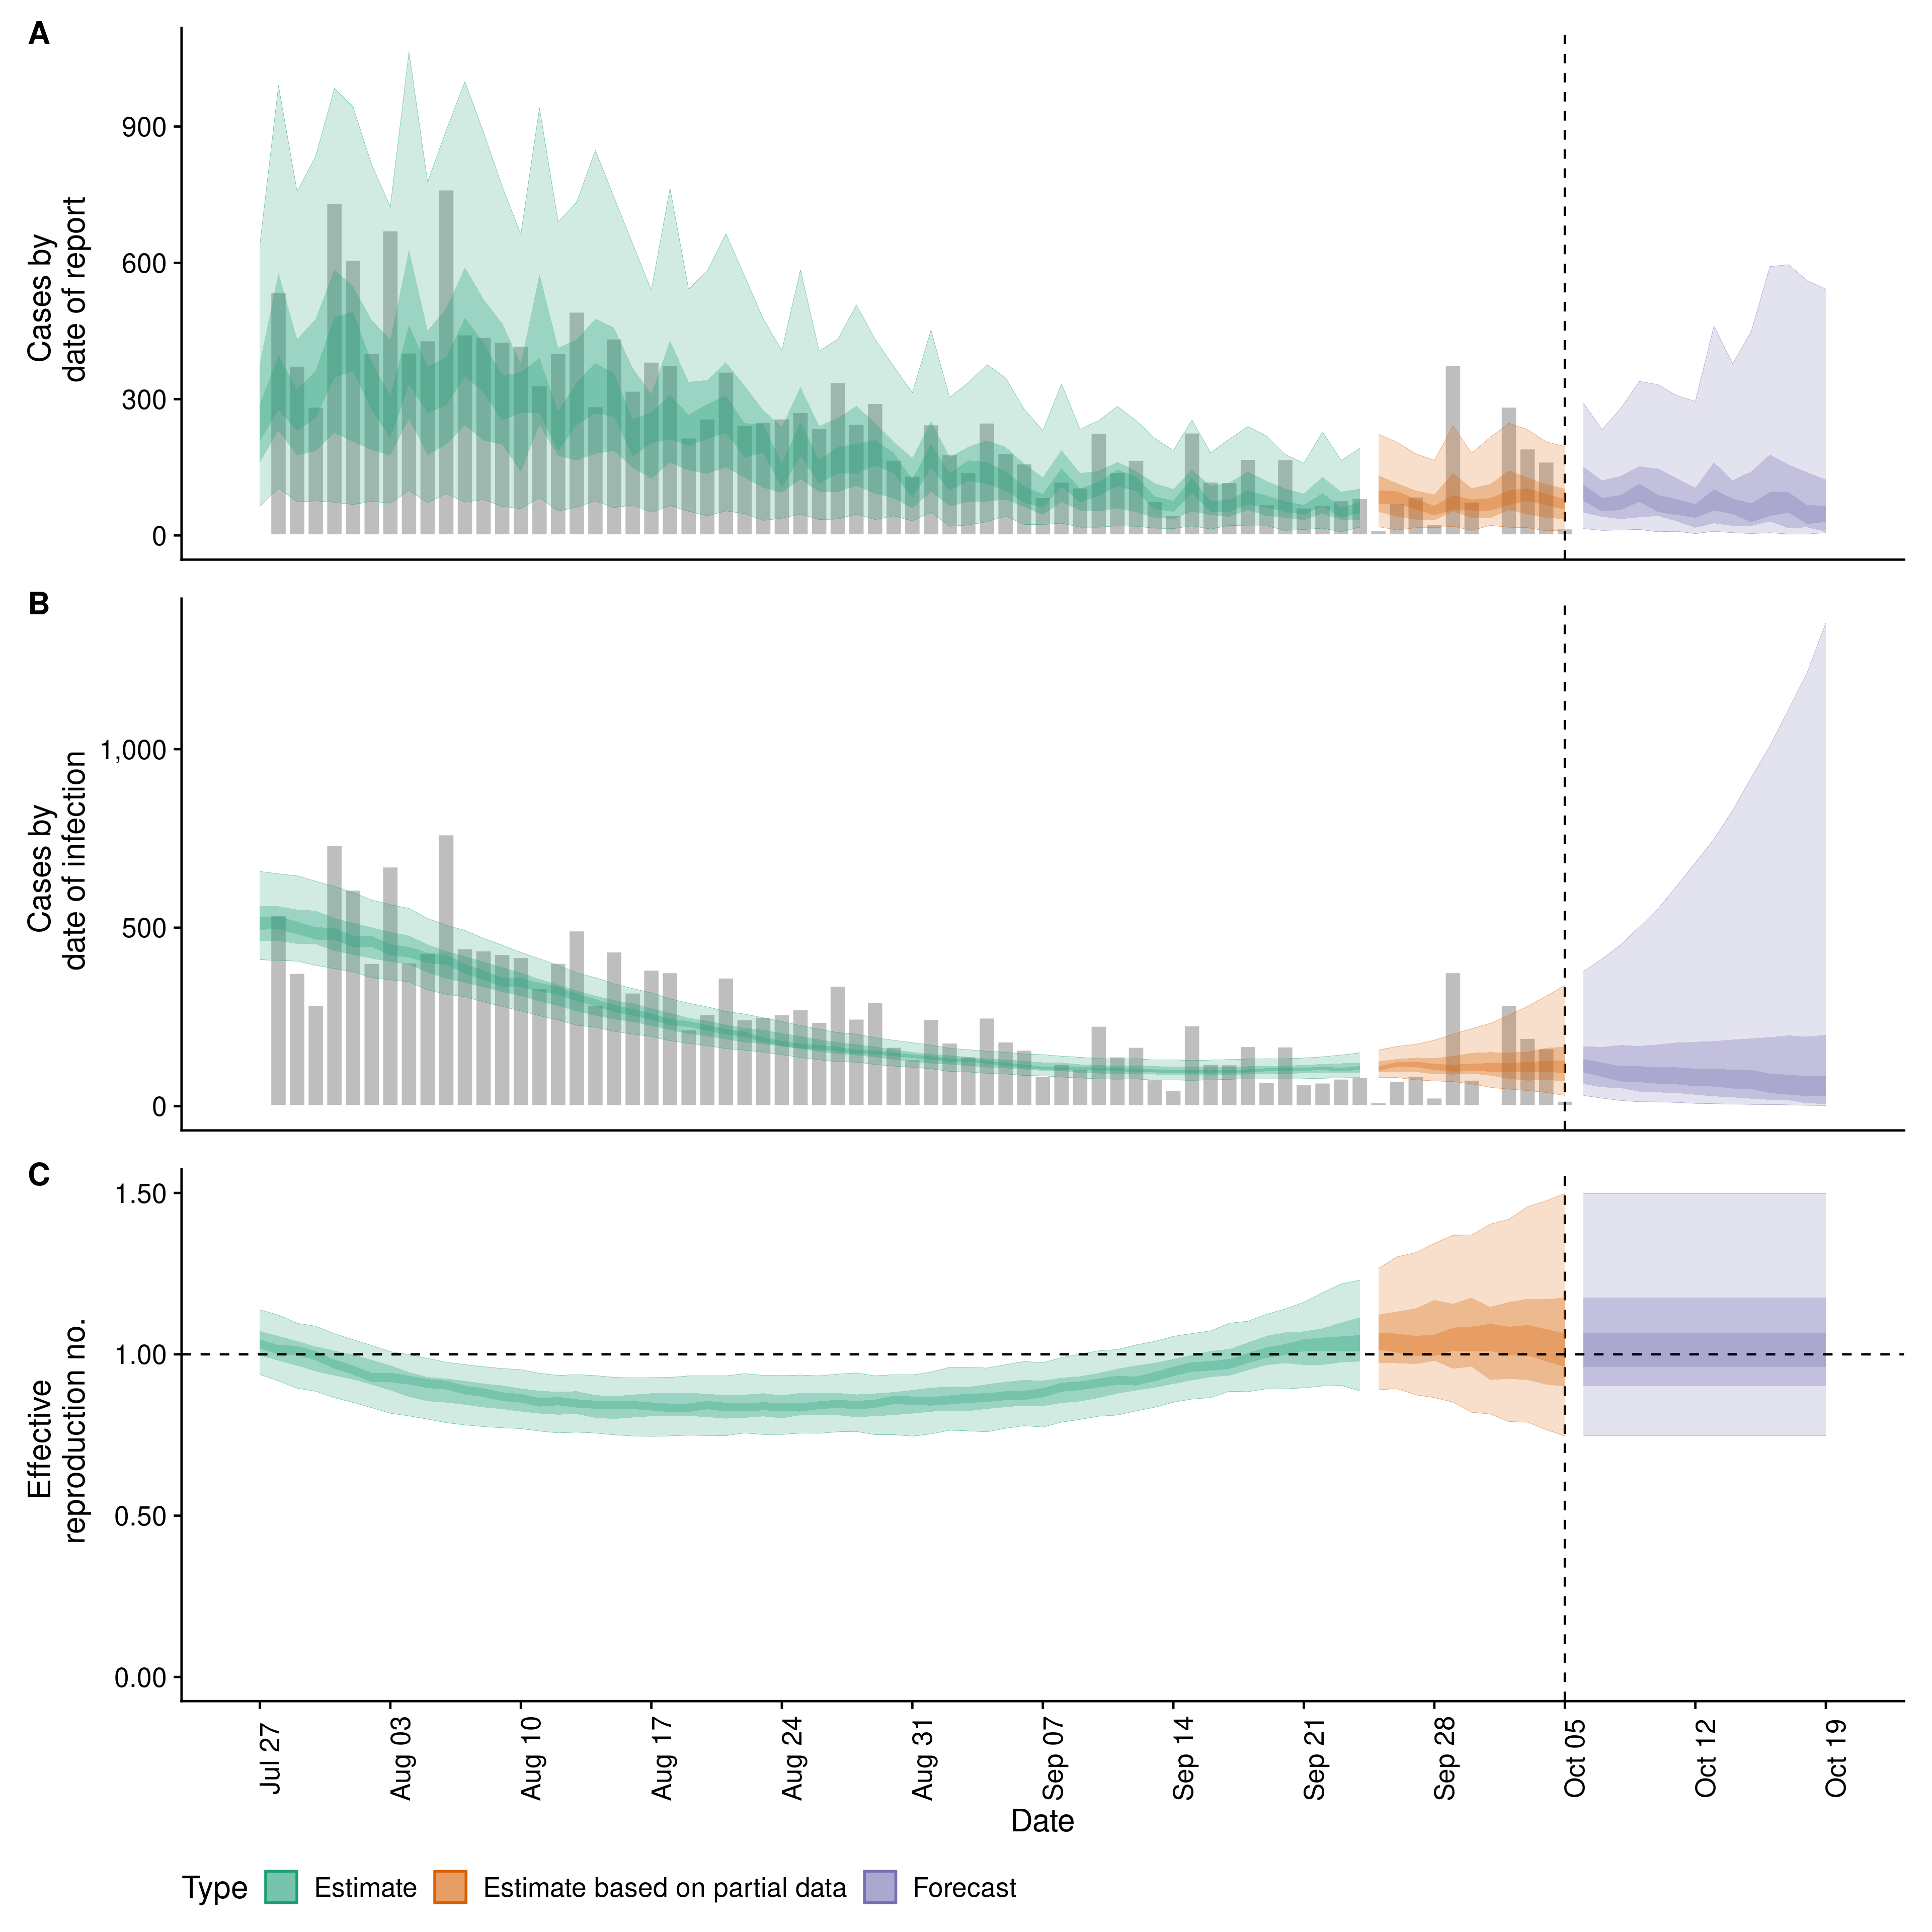 A
Cases by
date of report
900
600
300
0
B
Cases by
date of infection
1,000
500
0
C
Effective
reproduction no.
1.50
1.00
0.50
0.00
Jul 27
Aug 03
Aug 10
Aug 17
Aug 24
Aug 31
Sep 07
Sep 14
Sep 21
Sep 28
Oct 05
Oct 12
Oct 19
Date
Type Estimate Estimate based on partial data Forecast